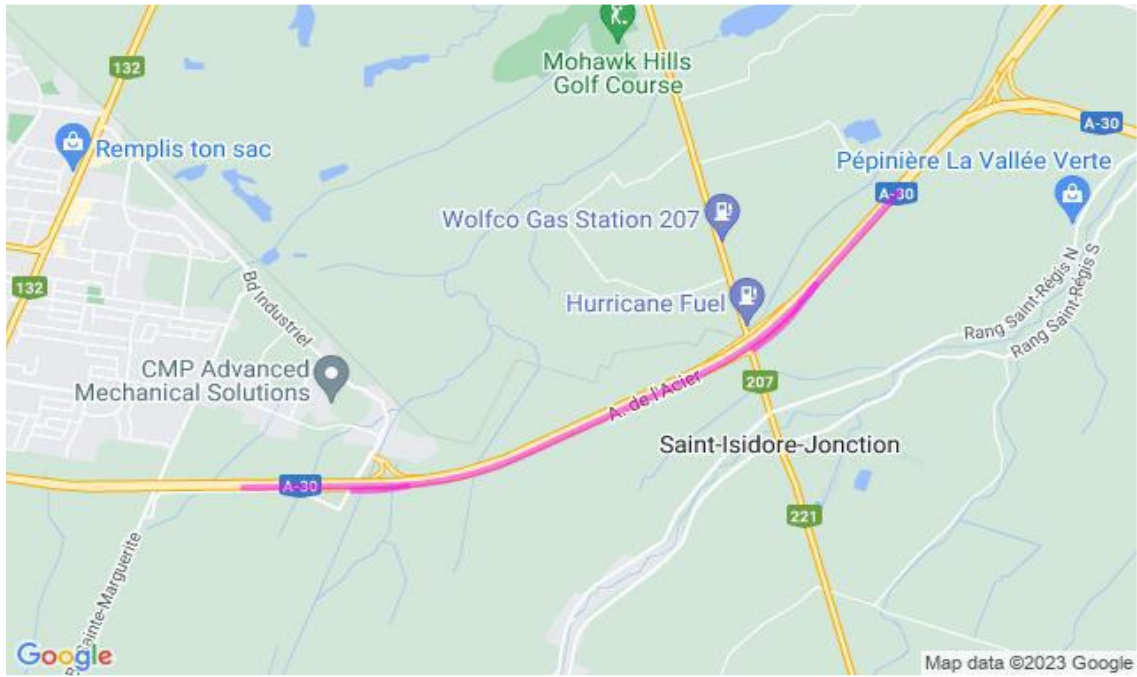 Mohawk Hills
Golf Course
132
A-30
Remplis ton sac
Pépinière La Vallée Verte
A-30
Wolfco Gas Station 207
132
Bd Industriel
Hurricane Fuel
Rang Saint-Régis N
Rang Saint-Régis S
CMP Advanced
Mechanical Solutions
207
A. de l'Acier
Saint-Isidore-Jonction
A-30
221
Sainte-Marguerite
Google
Map data ©2023 Google